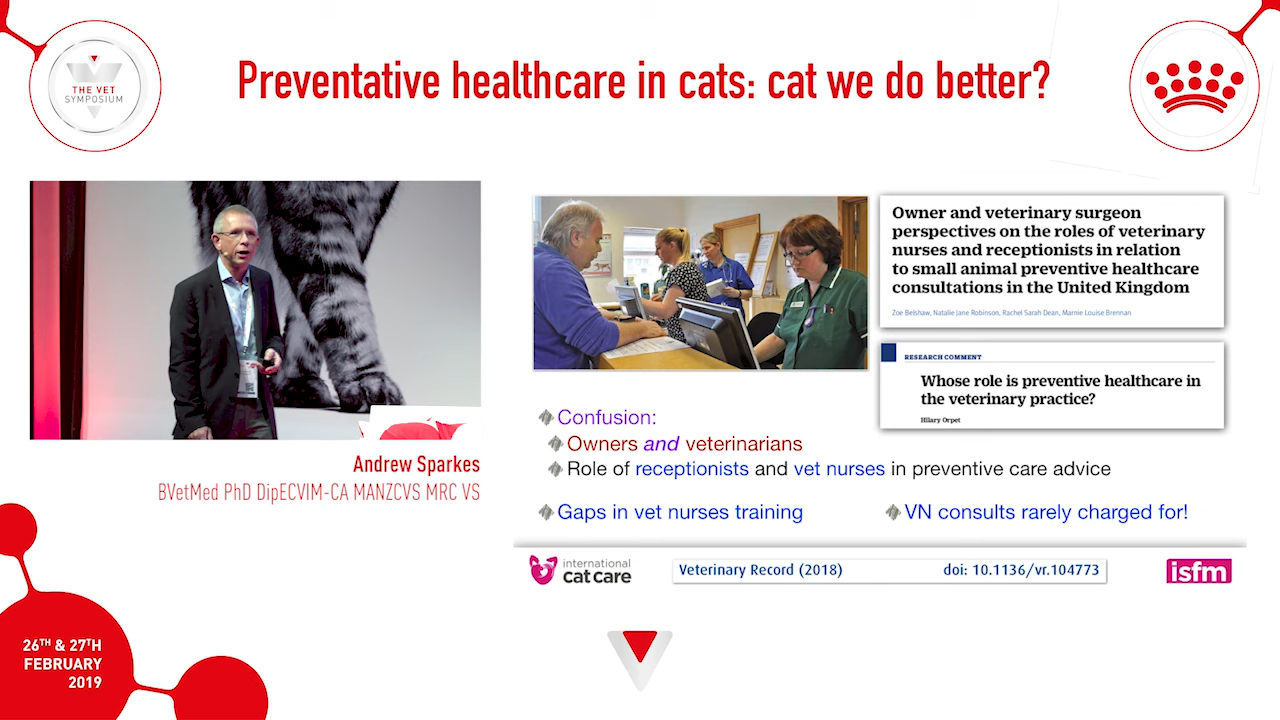 THE VET
SYMPOSIUM
Preventative healthcare in cats: cat we do better?
Andrew Sparkes
BVetMed PhD DipECVIM-CA MANZCVS MRC VS
Owner and veterinary surgeon
perspectives on the roles of veterinary
nurses and receptionists in relation
to small animal preventive healthcare
consultations in the United Kingdom
Zoe Belshaw, Natalie Jane Robinson, Rachel Sarah Dean, Marnie Louise Brennan
RESEARCH COMMENT
Whose role is preventive healthcare in
the veterinary practice?
Hilary Orpet
Confusion:
Owners and veterinarians
Role of receptionists and vet nurses in preventive care advice
Gaps in vet nurses training
VN consults rarely charged for!
international
cat care
Veterinary Record (2018) doi: 10.1136/vr.104773
isfm
26TH & 27TH
FEBRUARY
2019